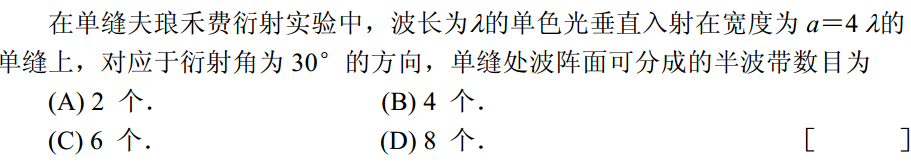 在单缝夫琅禾费衍射实验中，波长为λ的单色光垂直入射在宽度为 a＝4 λ的
单缝上，对应于衍射角为 30°的方向，单缝处波阵面可分成的半波带数目为
(A) 2 个． (B) 4 个．
(C) 6 个． (D) 8 个． ［ ］